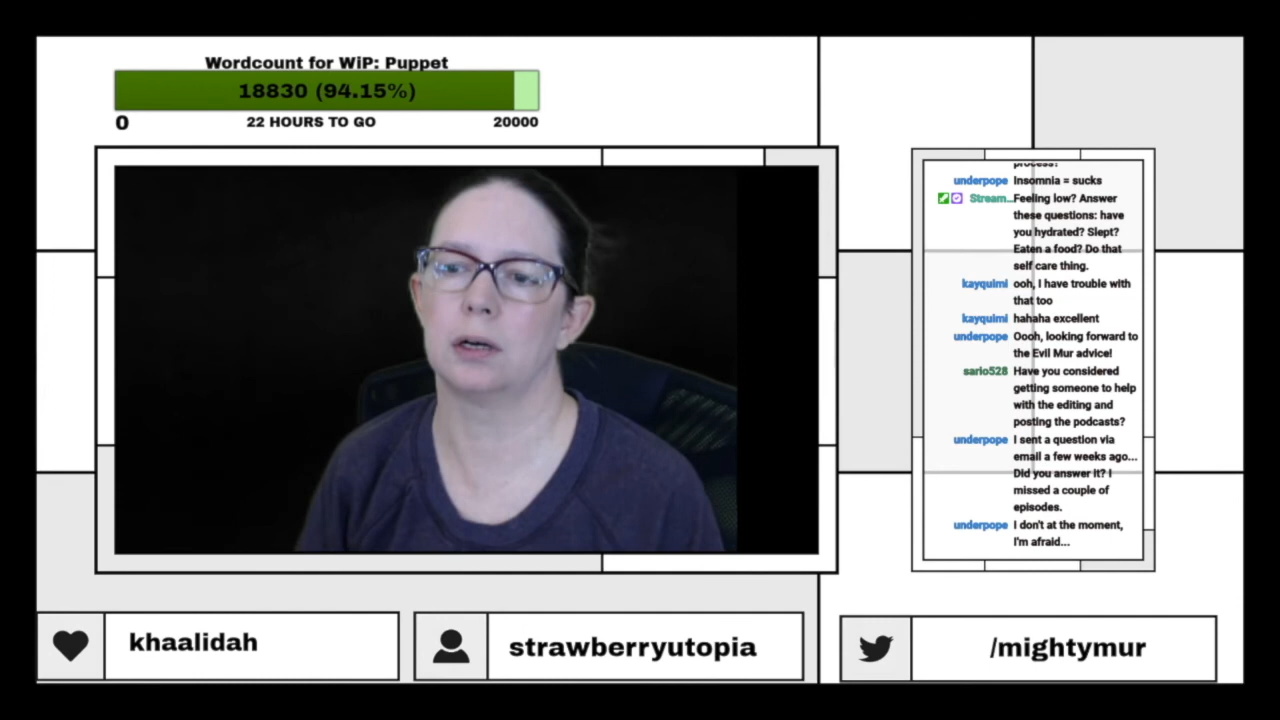 Wordcount for WiP: Puppet
18830 (94.15%)
0 22 HOURS TO GO 20000
process?
underpope Insomnia = sucks
Stream... Feeling low? Answer
these questions: have
you hydrated? Slept?
Eaten a food? Do that
self care thing.
kayquimi ooh, I have trouble with
that too
kayquimi hahaha excellent
underpope Oooh, looking forward to
the Evil Mur advice!
sario528 Have you considered
getting someone to help
with the editing and
posting the podcasts?
underpope I sent a question via
email a few weeks ago...
Did you answer it? I
missed a couple of
episodes.
underpope I don't at the moment,
I'm afraid...
khaalidah
strawberryutopia
/mightymur